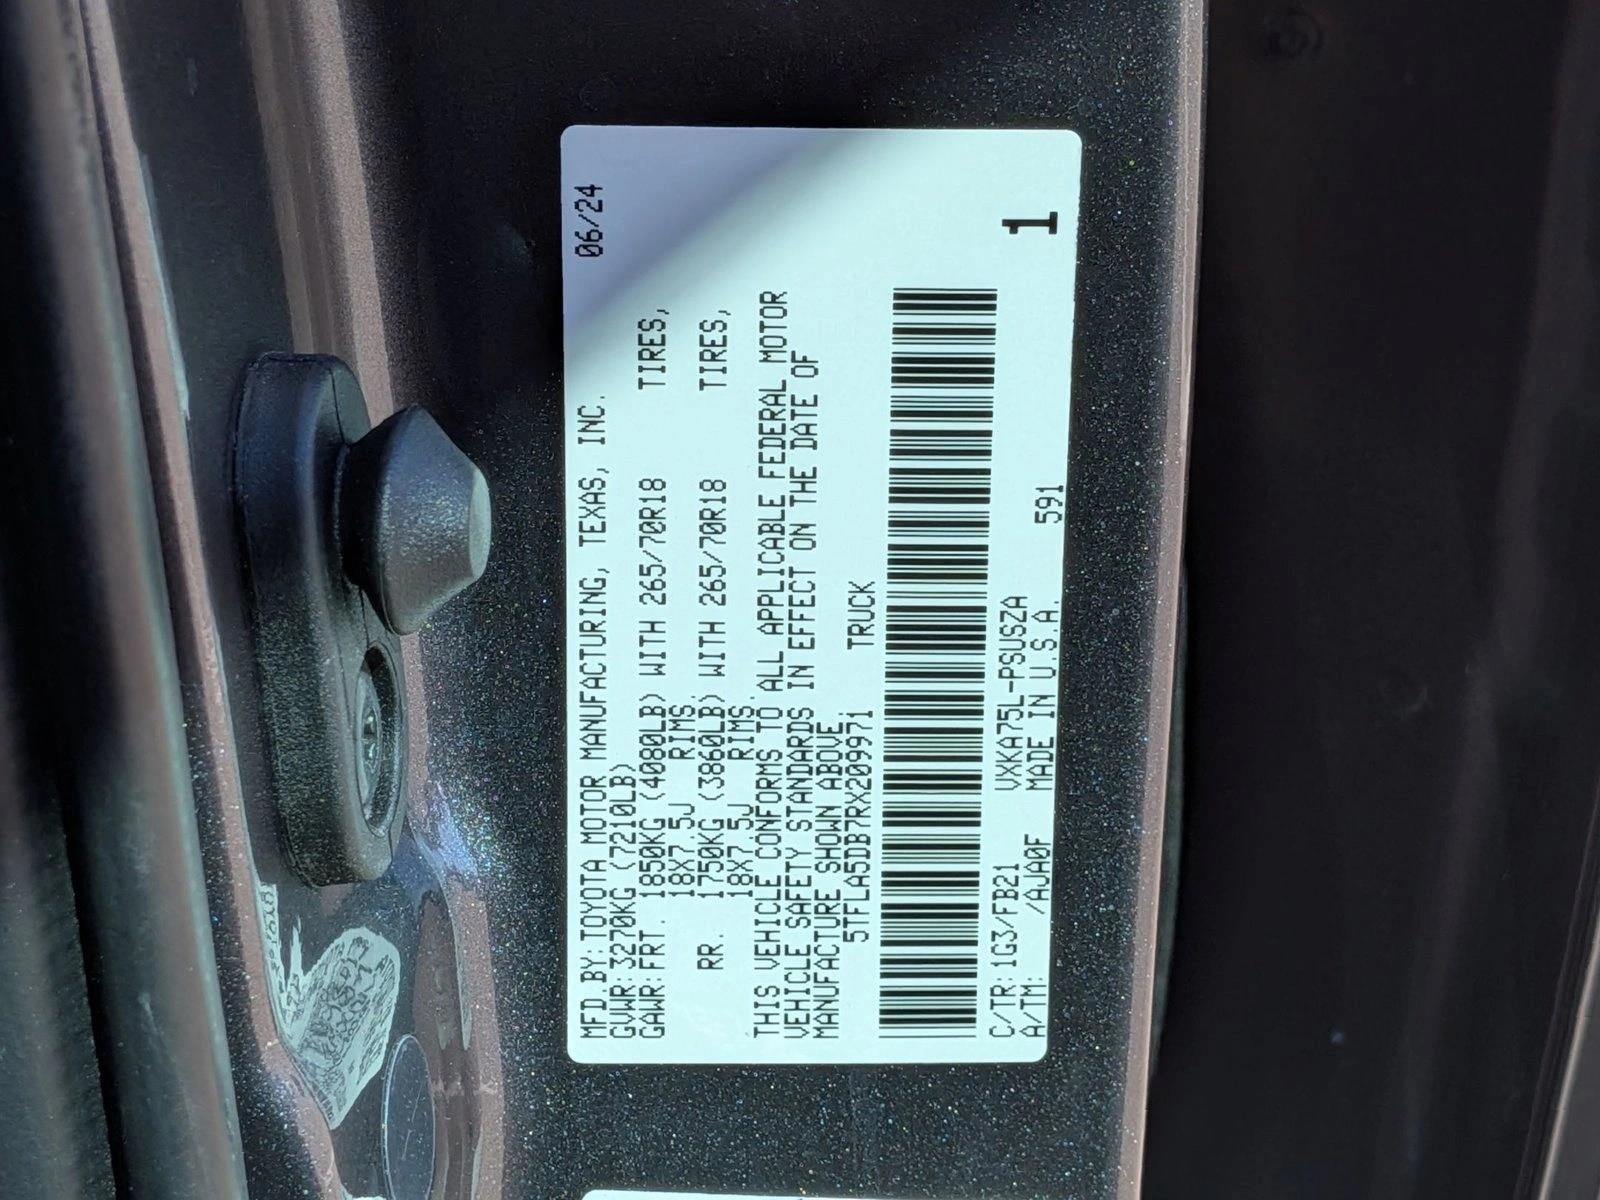 MFD.BY:TOYOTA MOTOR MANUFACTURING, TEXAS, INC. 06/24
GVWR:3270KG (7210LB)
GAWR:FRT. 1850KG (4080LB) WITH 265/70R18 TIRES,
18X7.5J RIMS,
RR. 1750KG (3860LB) WITH 265/70R18 TIRES,
18X7.5J RIMS.
THIS VEHICLE CONFORMS TO ALL APPLICABLE FEDERAL MOTOR
VEHICLE SAFETY STANDARDS IN EFFECT ON THE DATE OF
MANUFACTURE SHOWN ABOVE.
5TFLA5DB7RX209971 TRUCK
C/TR:1G3/FB21 VXKA75L-PSUSZA
A/TM: /AJA0F MADE IN U.S.A. 591
1